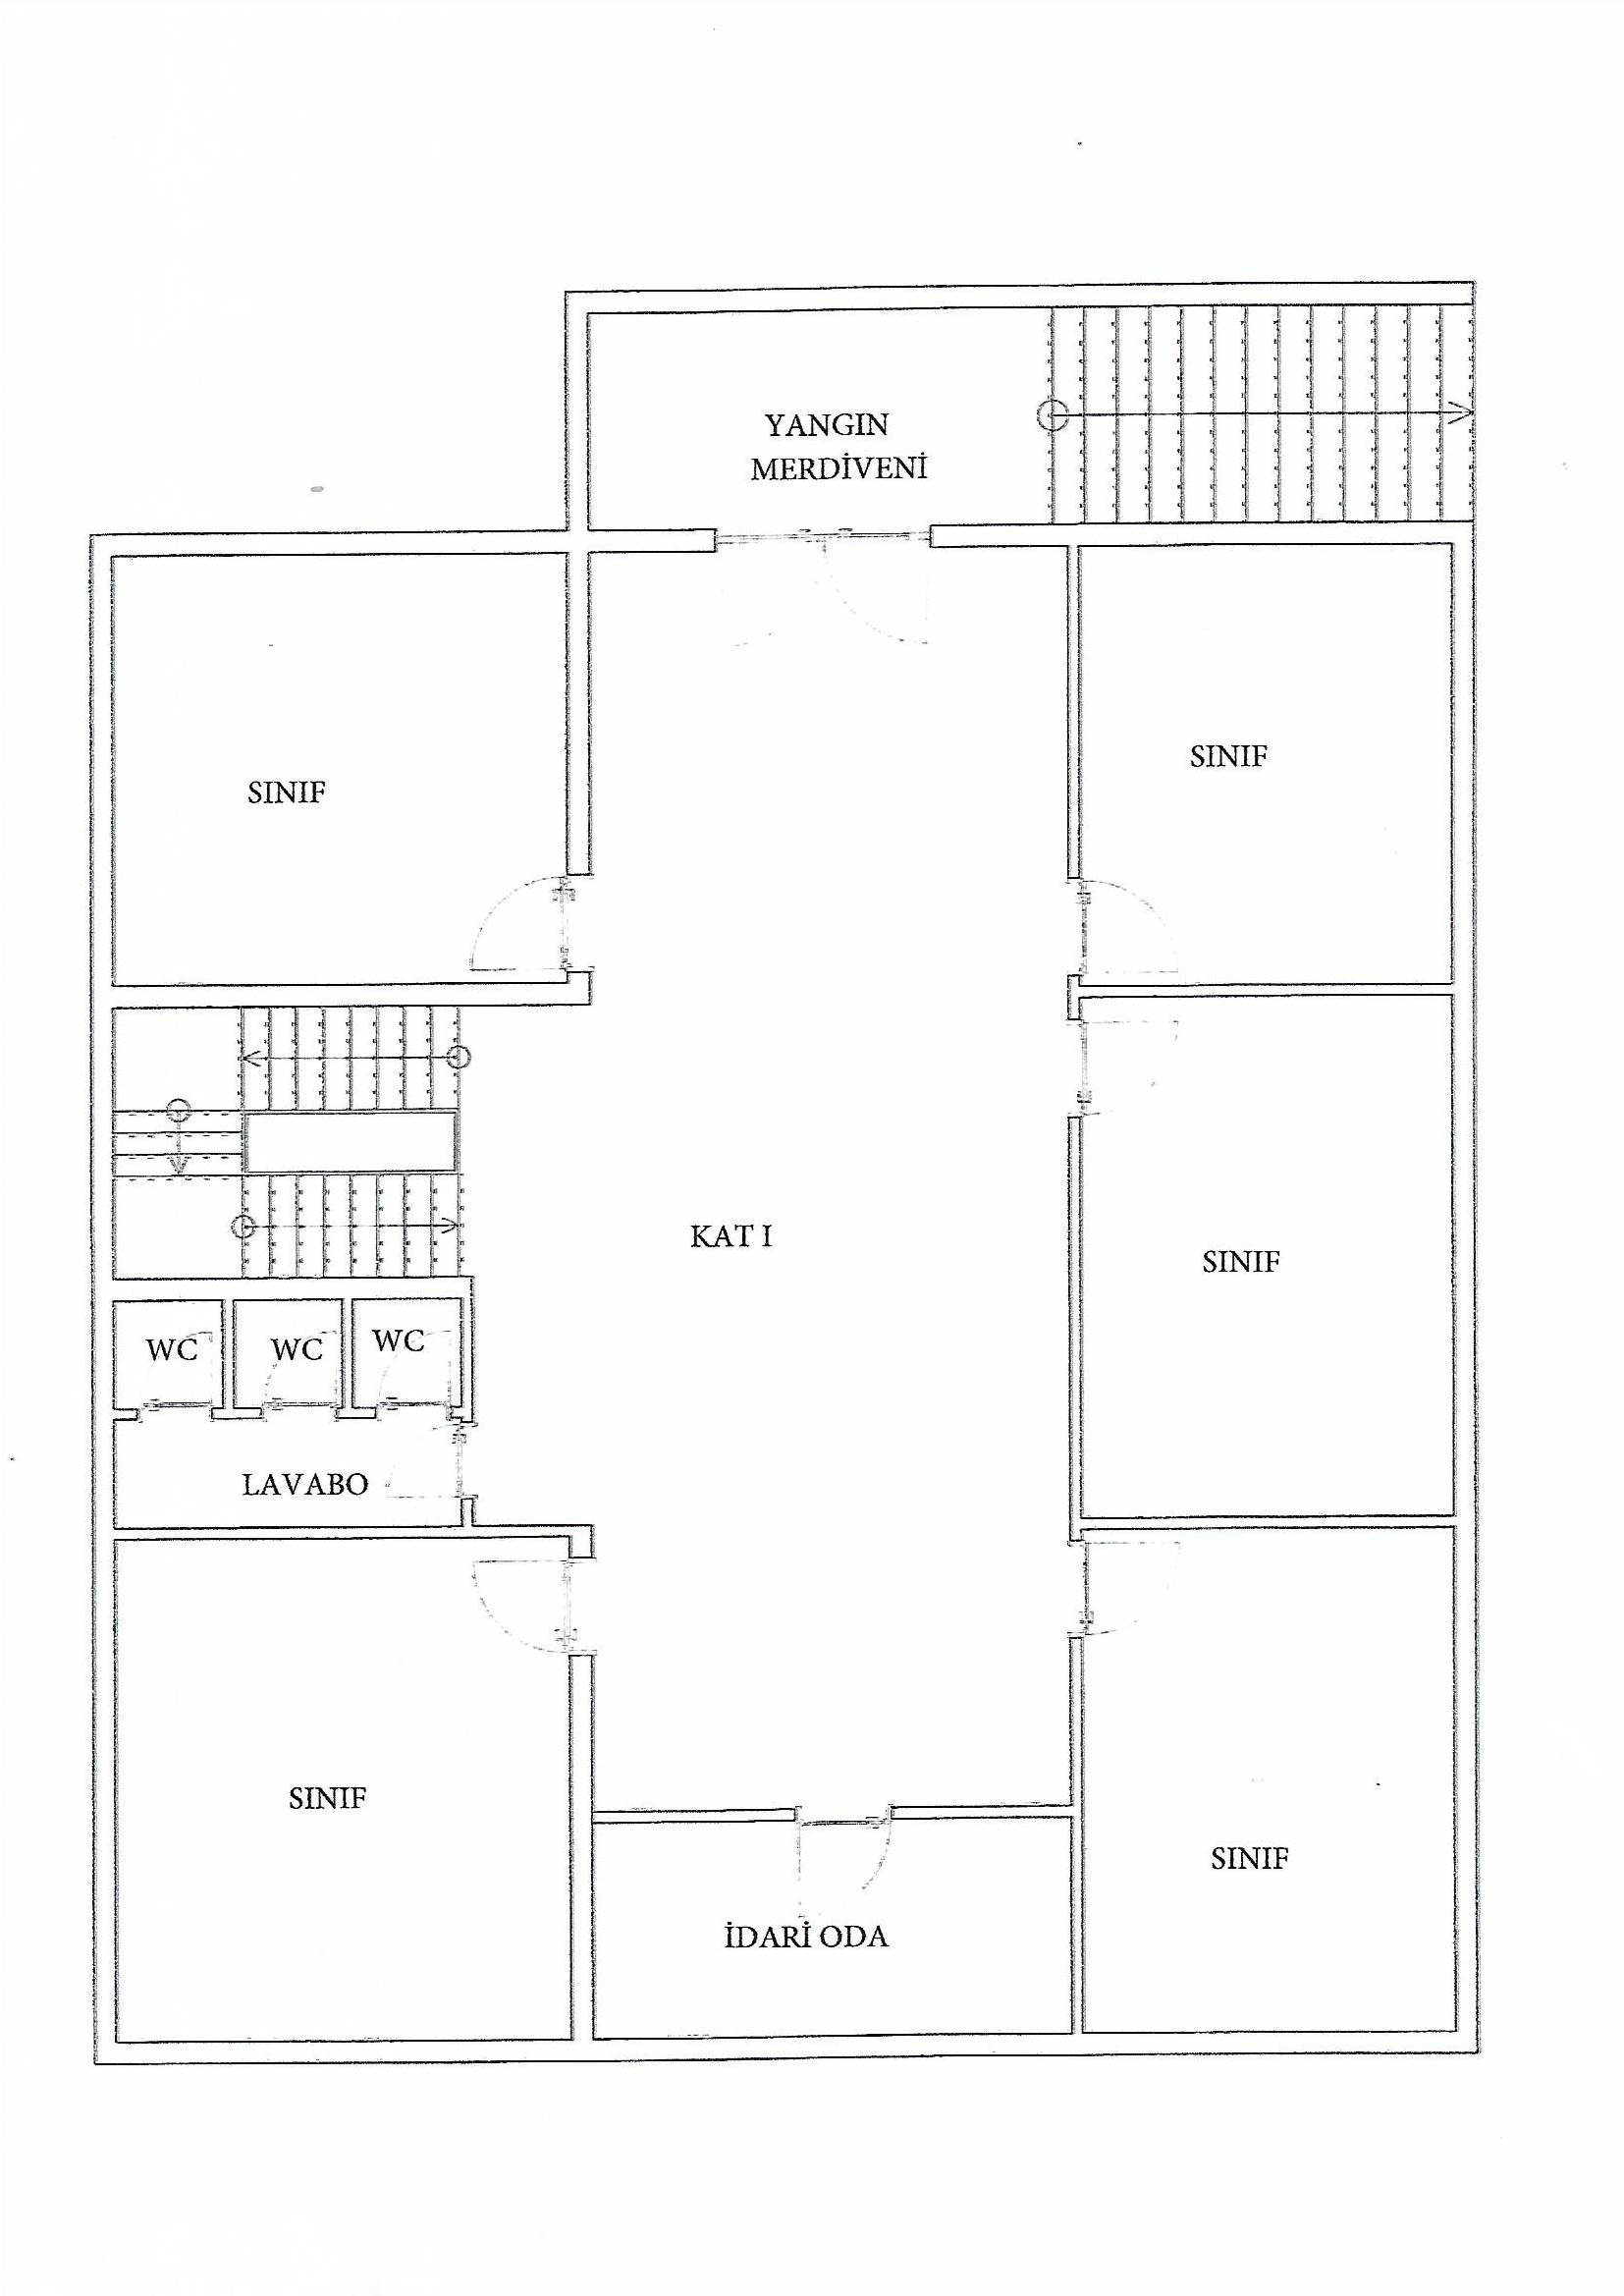 YANGIN
MERDİVENİ
SINIF
SINIF
KAT I
SINIF
WC
WC
WC
LAVABO
SINIF
SINIF
İDARİ ODA